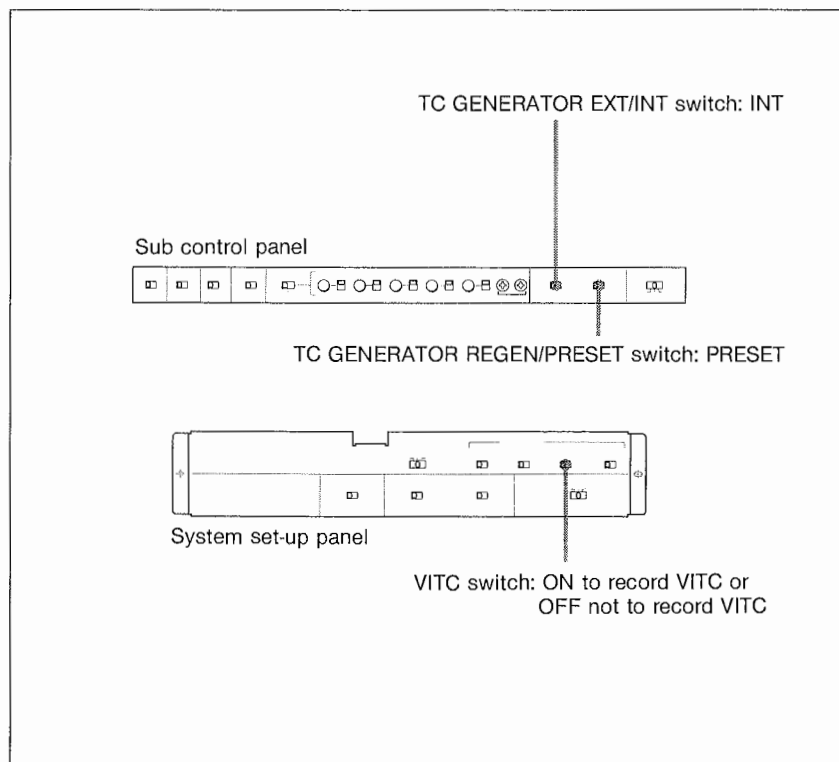 TC GENERATOR EXT/INT switch: INT
Sub control panel
TC GENERATOR REGEN/PRESET switch: PRESET
System set-up panel
VITC switch: ON to record VITC or
OFF not to record VITC